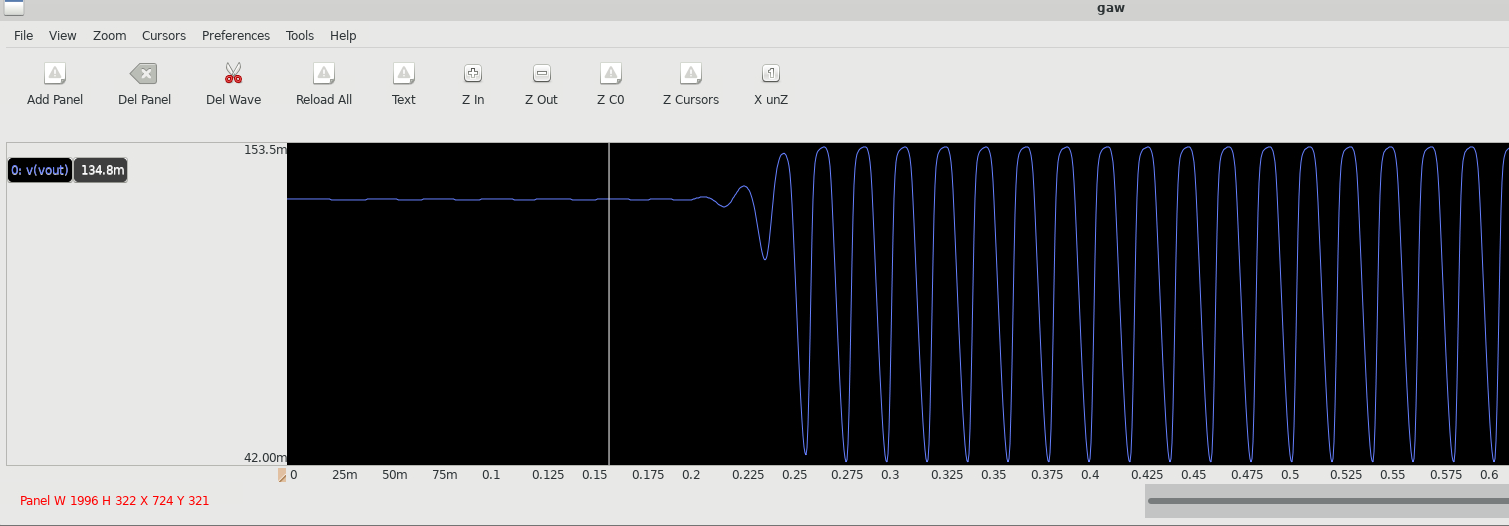 gaw
File View Zoom Cursors Preferences Tools Help
Add Panel Del Panel Del Wave Reload All Text Z In Z Out Z C0 Z Cursors X unZ
153.5m
0: v(vout) 134.8m
42.00m
0 25m 50m 75m 0.1 0.125 0.15 0.175 0.2 0.225 0.25 0.275 0.3 0.325 0.35 0.375 0.4 0.425 0.45 0.475 0.5 0.525 0.55 0.575 0.6
Panel W 1996 H 322 X 724 Y 321